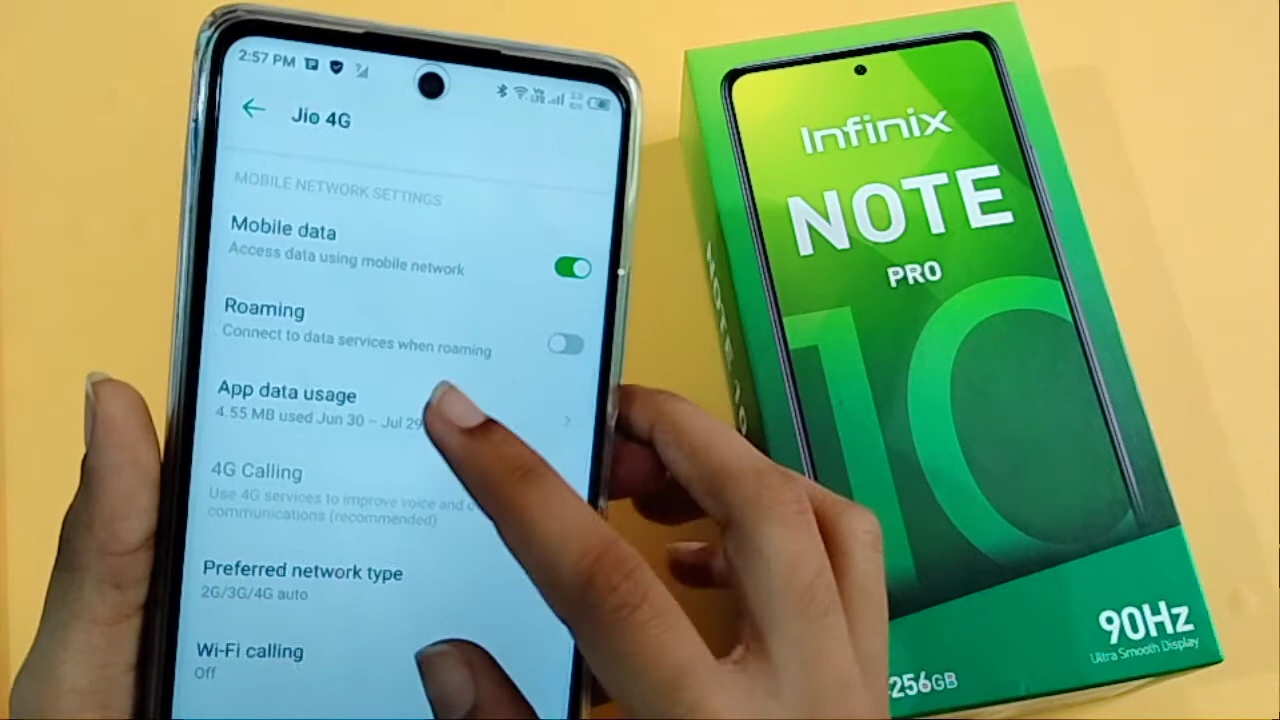 2:57 PM
Jio 4G
MOBILE NETWORK SETTINGS
Mobile data
Access data using mobile network
Roaming
Connect to data services when roaming
App data usage
4.55 MB used Jun 30 – Jul 29
4G Calling
Use 4G services to improve voice and
communications (recommended)
Preferred network type
2G/3G/4G auto
Wi-Fi calling
Off
Infinix
NOTE
PRO
10
90Hz
Ultra Smooth Display
256GB
NOTE 10